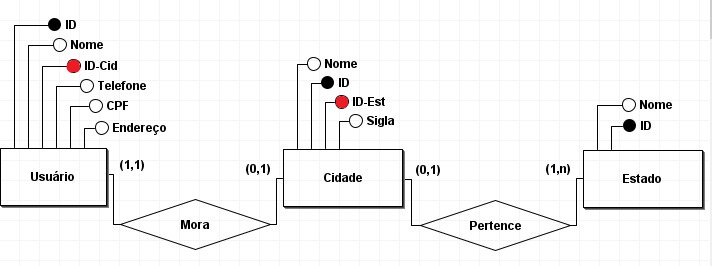 ID
Nome
ID-Cid
Telefone
CPF
Endereço
Usuário
(1,1)
Mora
(0,1)
Nome
ID
ID-Est
Sigla
Cidade
(0,1)
Pertence
(1,n)
Nome
ID
Estado